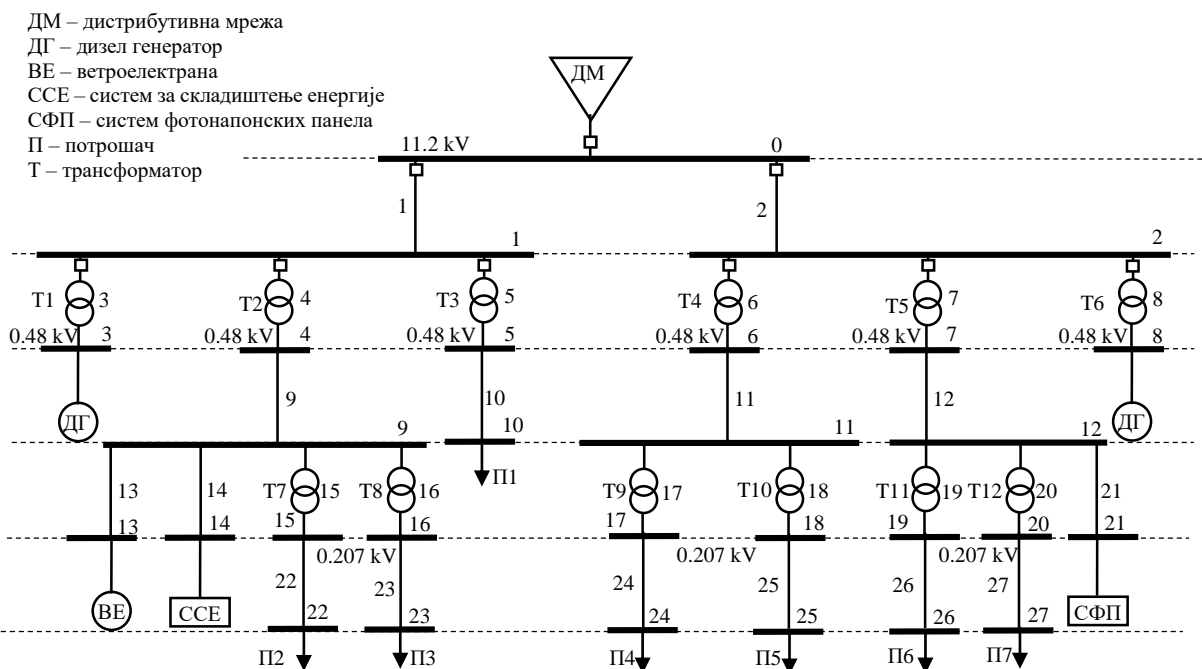 ДМ – дистрибутивна мрежа
ДГ – дизел генератор
ВЕ – ветроелектрана
ССЕ – систем за складиштење енергије
СФП – систем фотонапонских панела
П – потрошач
Т – трансформатор
ДМ
11.2 kV 0
1 2
1 2
Т1 3 Т2 4 Т3 5 Т4 6 Т5 7 Т6 8
0.48 kV 3 0.48 kV 4 0.48 kV 5 0.48 kV 6 0.48 kV 7 0.48 kV 8
9 10 11 12
ДГ ДГ
9 10 11 12
П1
13 14 Т7 15 Т8 16 Т9 17 Т10 18 Т11 19 Т12 20 21
13 14 15 16 17 18 19 20 21
0.207 kV 0.207 kV 0.207 kV
22 23 24 25 26 27
ВЕ ССЕ СФП
22 23 24 25 26 27
П2 П3 П4 П5 П6 П7